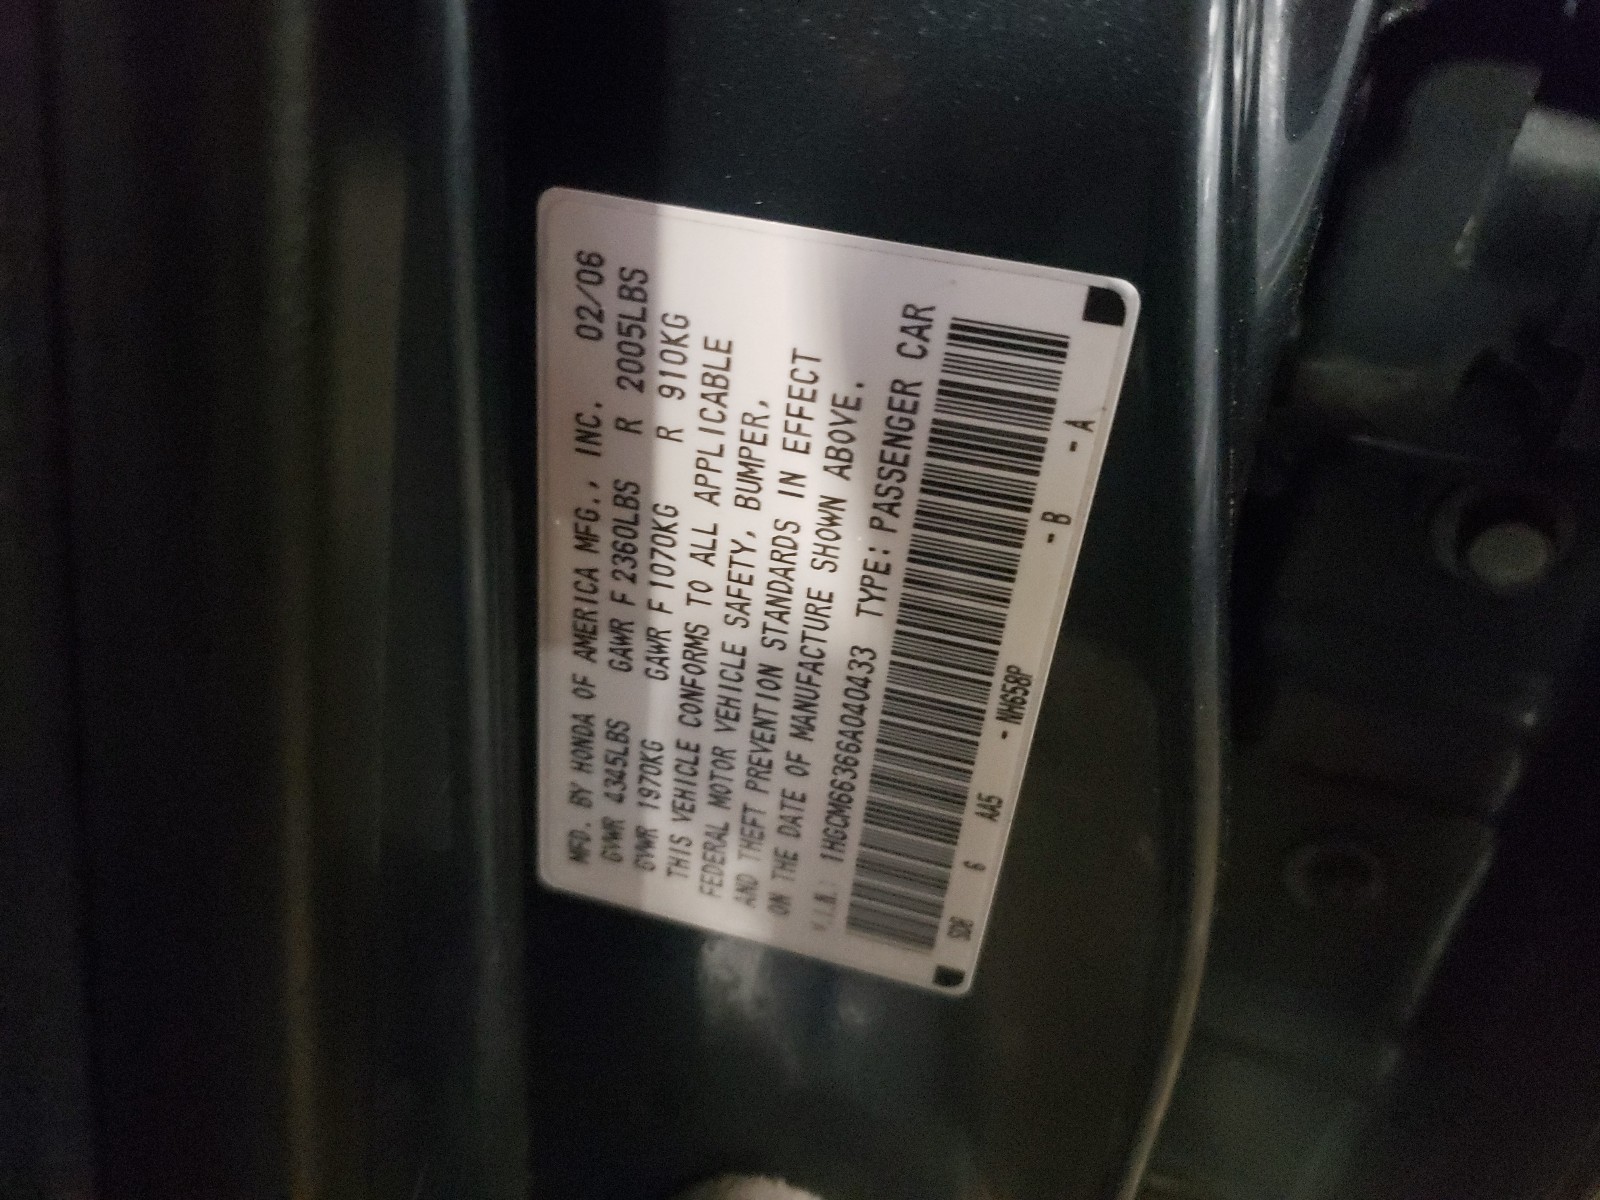 MFD. BY HONDA OF AMERICA MFG., INC. 02/06
GVWR 4345LBS GAWR F 2360LBS R 2005LBS
GVWR 1970KG GAWR F 1070KG R 910KG
THIS VEHICLE CONFORMS TO ALL APPLICABLE
FEDERAL MOTOR VEHICLE SAFETY, BUMPER,
AND THEFT PREVENTION STANDARDS IN EFFECT
ON THE DATE OF MANUFACTURE SHOWN ABOVE.
V.I.N.: 1HGCM66366A040433 TYPE: PASSENGER CAR
SDB 6 AA5 - NH658P - B - A